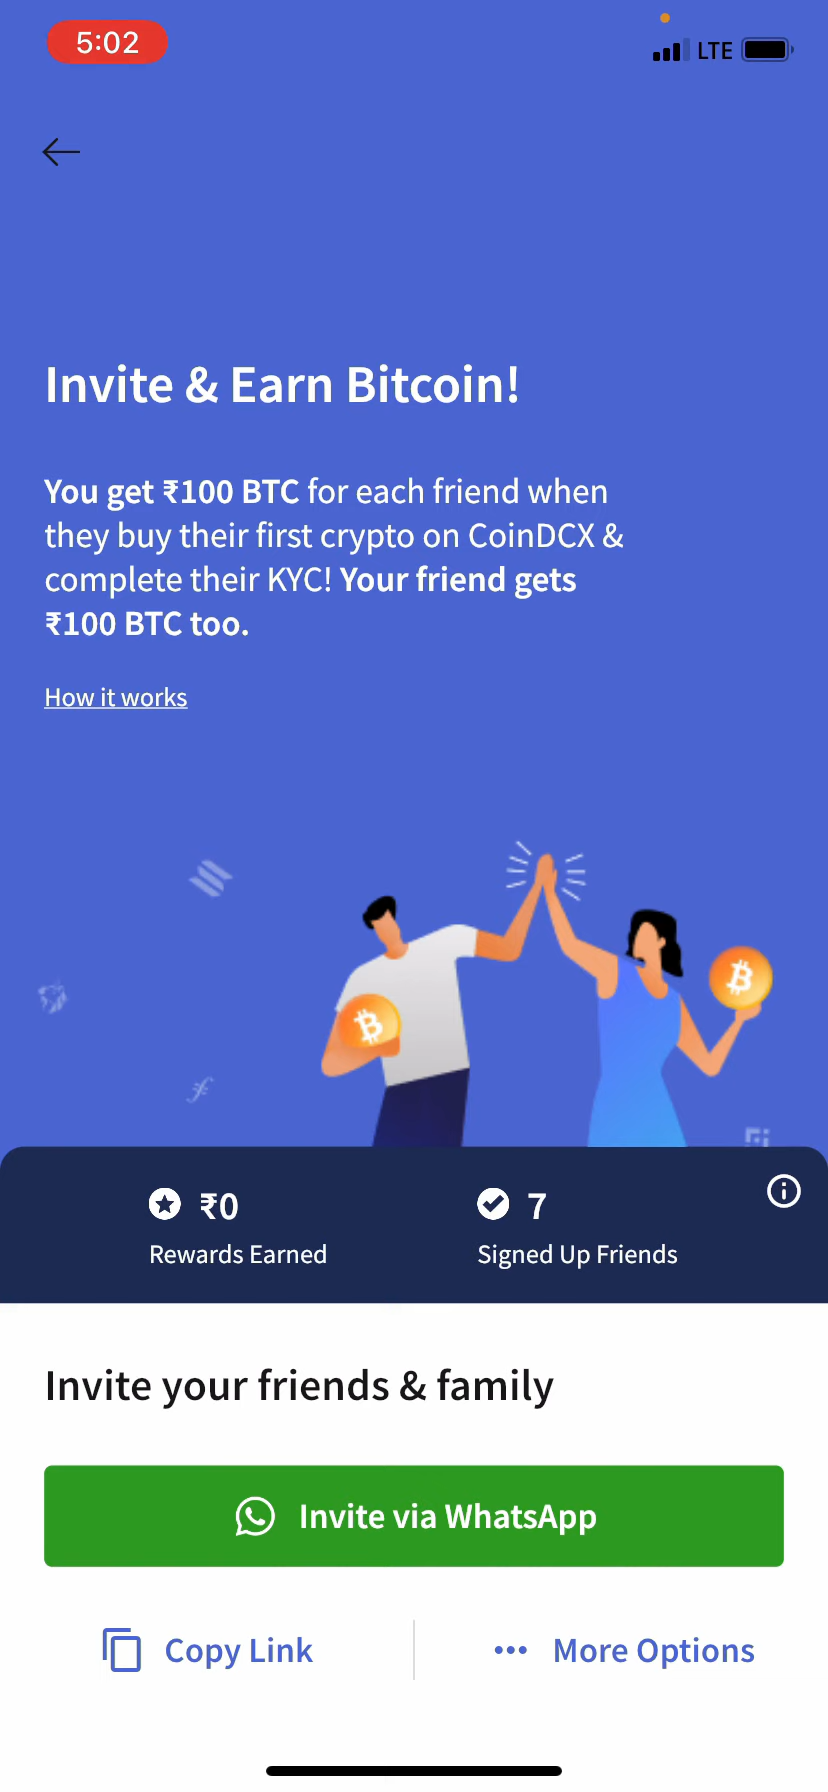 5:02
LTE
Invite & Earn Bitcoin!
You get ₹100 BTC for each friend when
they buy their first crypto on CoinDCX &
complete their KYC! Your friend gets
₹100 BTC too.
How it works
₹0
Rewards Earned
7
Signed Up Friends
Invite your friends & family
Invite via WhatsApp
Copy Link
More Options